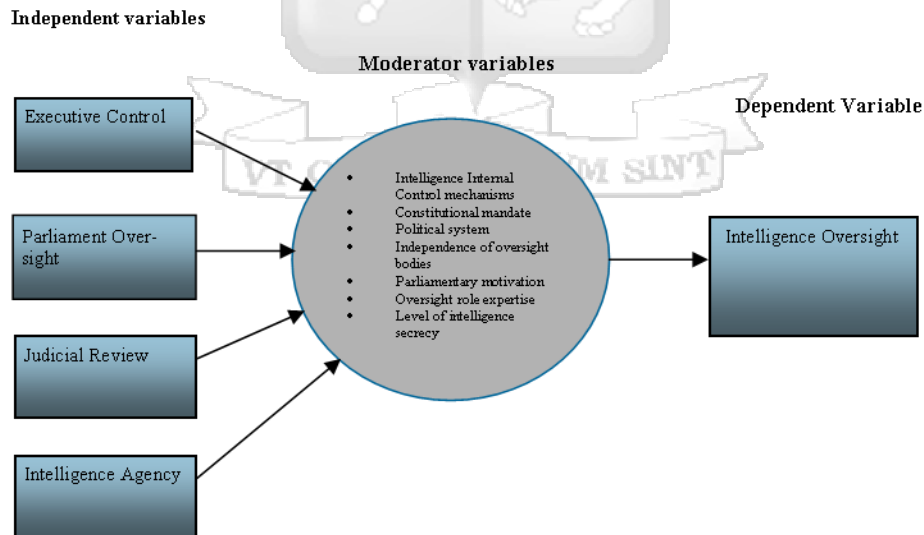 Independent variables
Moderator variables
Dependent Variable
Executive Control
Parliament Over-
sight
Judicial Review
Intelligence Agency
• Intelligence Internal
Control mechanisms
• Constitutional mandate
• Political system
• Independence of oversight
bodies
• Parliamentary motivation
• Oversight role expertise
• Level of intelligence
secrecy
Intelligence Oversight
VT
M SINT